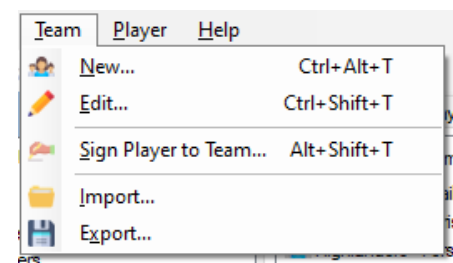 Team Player Help
New... Ctrl+Alt+T
Edit... Ctrl+Shift+T
Sign Player to Team... Alt+Shift+T
Import...
Export...